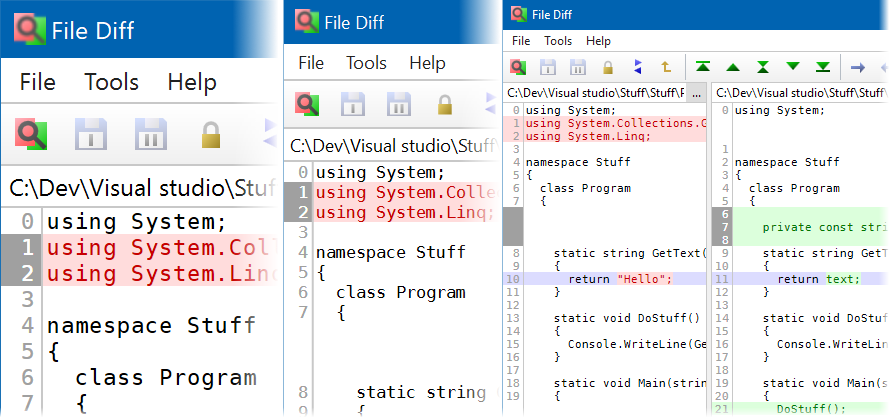 File Diff
File Tools Help
C:\Dev\Visual studio\Stuf
0 using System;
1 using System.Coll
2 using System.Lin
3
4 namespace Stuff
5 {
6 class Program
7 {
File Diff
File Tools Help
C:\Dev\Visual studio\Stuff
0 using System;
1 using System.Colle
2 using System.Linq;
3
4 namespace Stuff
5 {
6 class Program
7 {
8 static string
9 {
File Diff
File Tools Help
C:\Dev\Visual studio\Stuff\Stuff\F ...
0 using System;
1 using System.Collections.G
2 using System.Linq;
3
4 namespace Stuff
5 {
6 class Program
7 {
8 static string GetText(
9 {
10 return "Hello";
11 }
12
13 static void DoStuff()
14 {
15 Console.WriteLine(Ge
16 }
17
18 static void Main(strin
19 {
C:\Dev\Visual studio\Stuff\Stuff
0 using System;
1
2 namespace Stuff
3 {
4 class Program
5 {
6
7 private const stri
8
9 static string GetT
10 {
11 return text;
12 }
13
14 static void DoStuf
15 {
16 Console.WriteLin
17 }
18
19 static void Main(s
20 {
21 DoStuff();